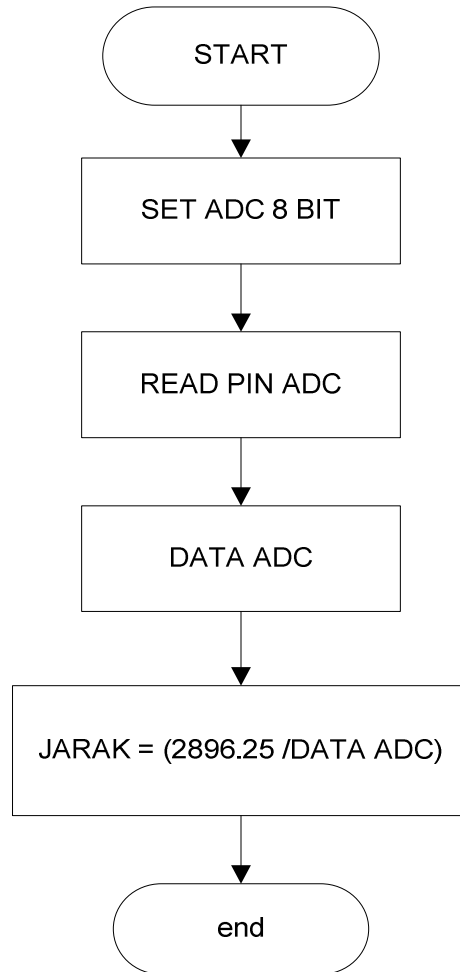 START
SET ADC 8 BIT
READ PIN ADC
DATA ADC
JARAK = (2896.25 /DATA ADC)
end